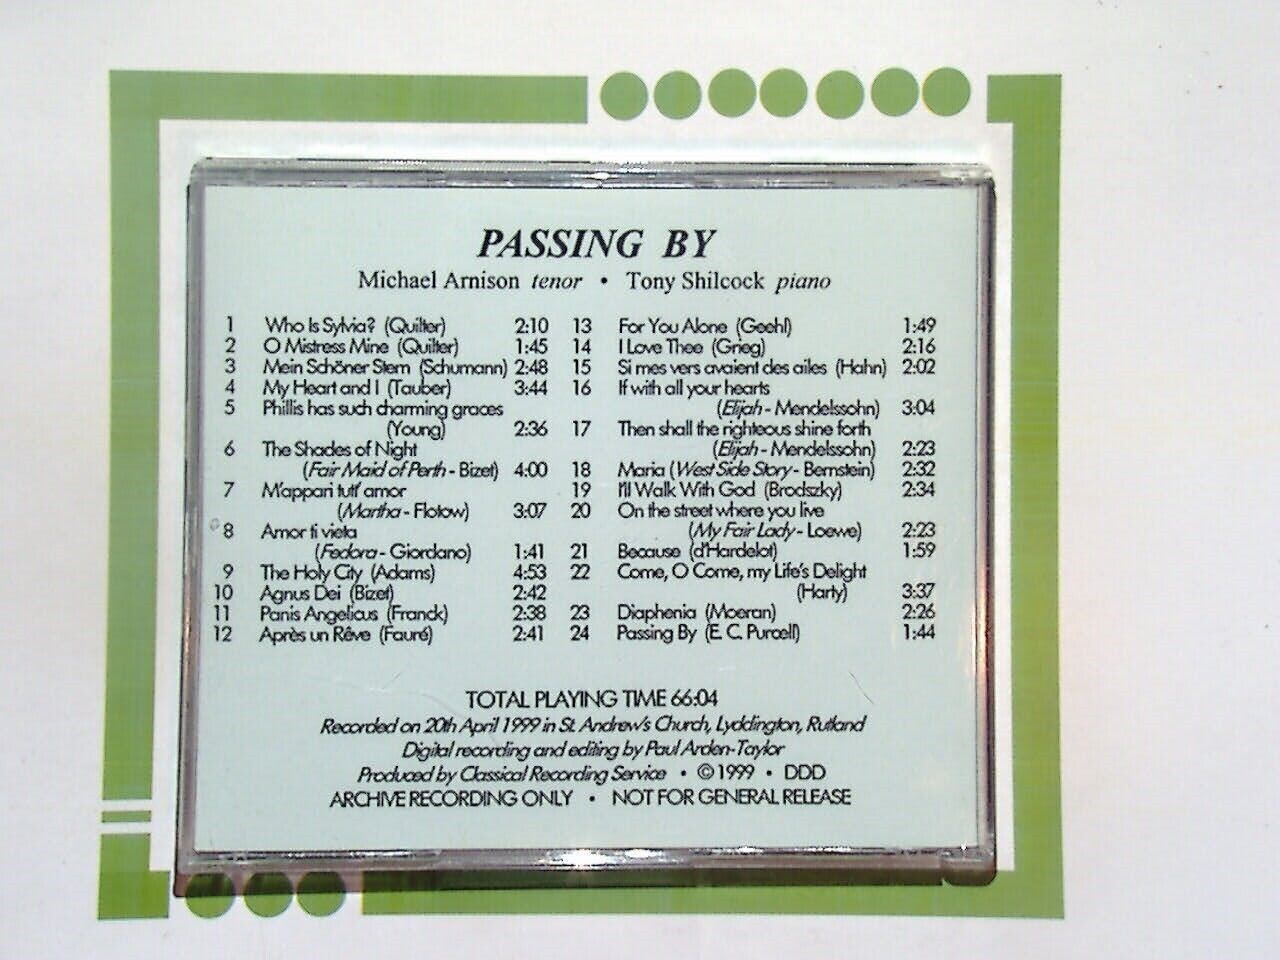 PASSING BY
Michael Arnison tenor • Tony Shilcock piano
1 Who Is Sylvia? (Quilter) 2:10
2 O Mistress Mine (Quilter) 1:45
3 Mein Schöner Stern (Schumann) 2:48
4 My Heart and I (Tauber) 3:44
5 Phillis has such charming graces
(Young) 2:36
6 The Shades of Night
(Fair Maid of Perth - Bizet) 4:00
7 M'appari tutt' amor
(Martha - Flotow) 3:07
8 Amor ti vieta
(Fedora - Giordano) 1:41
9 The Holy City (Adams) 4:53
10 Agnus Dei (Bizet) 2:42
11 Panis Angelicus (Franck) 2:38
12 Après un Rêve (Fauré) 2:41
13 For You Alone (Geehl) 1:49
14 I Love Thee (Grieg) 2:16
15 Si mes vers avaient des ailes (Hahn) 2:02
16 If with all your hearts
(Elijah - Mendelssohn) 3:04
17 Then shall the righteous shine forth
(Elijah - Mendelssohn) 2:23
18 Maria (West Side Story - Bernstein) 2:32
19 I'll Walk With God (Brodszky) 2:34
20 On the street where you live
(My Fair Lady - Loewe) 2:23
21 Because (d'Hardelot) 1:59
22 Come, O Come, my Life's Delight
(Harty) 3:37
23 Diaphenia (Moeran) 2:26
24 Passing By (E. C. Purcell) 1:44
TOTAL PLAYING TIME 66:04
Recorded on 20th April 1999 in St. Andrew's Church, Lyddington, Rutland
Digital recording and editing by Paul Arden-Taylor
Produced by Classical Recording Service • © 1999 • DDD
ARCHIVE RECORDING ONLY • NOT FOR GENERAL RELEASE